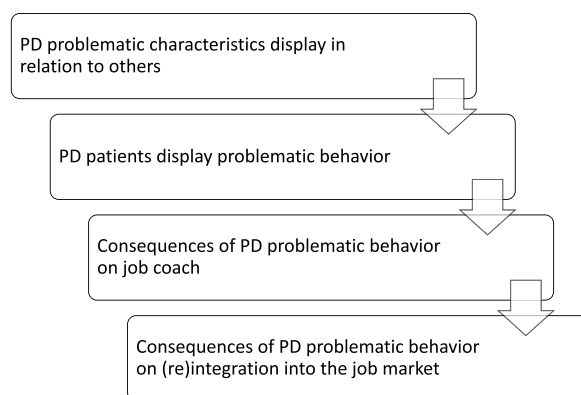 PD problematic characteristics display in
relation to others
PD patients display problematic behavior
Consequences of PD problematic behavior
on job coach
Consequences of PD problematic behavior
on (re)integration into the job market